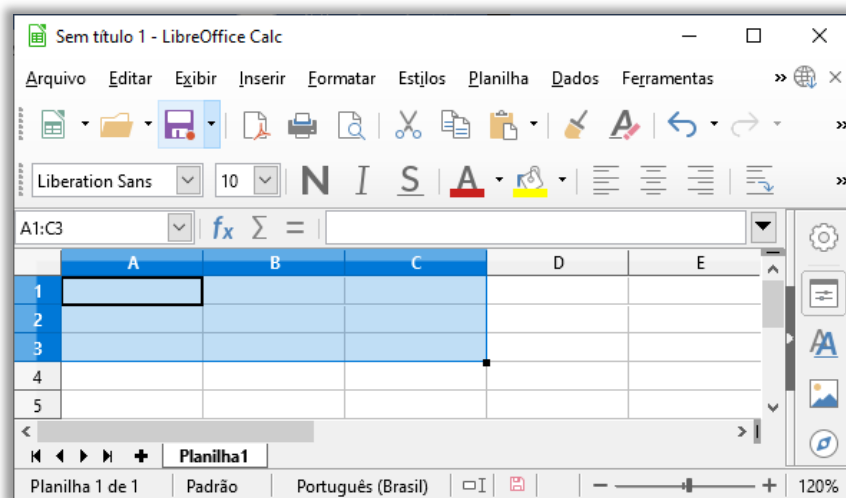 Sem título 1 - LibreOffice Calc
Arquivo Editar Exibir Inserir Formatar Estilos Planilha Dados Ferramentas »
»
Liberation Sans 10 N I S A »
A1:C3 fx Σ =
A B C D E
1
2
3
4
5
Planilha1
Planilha 1 de 1 Padrão Português (Brasil) 120%